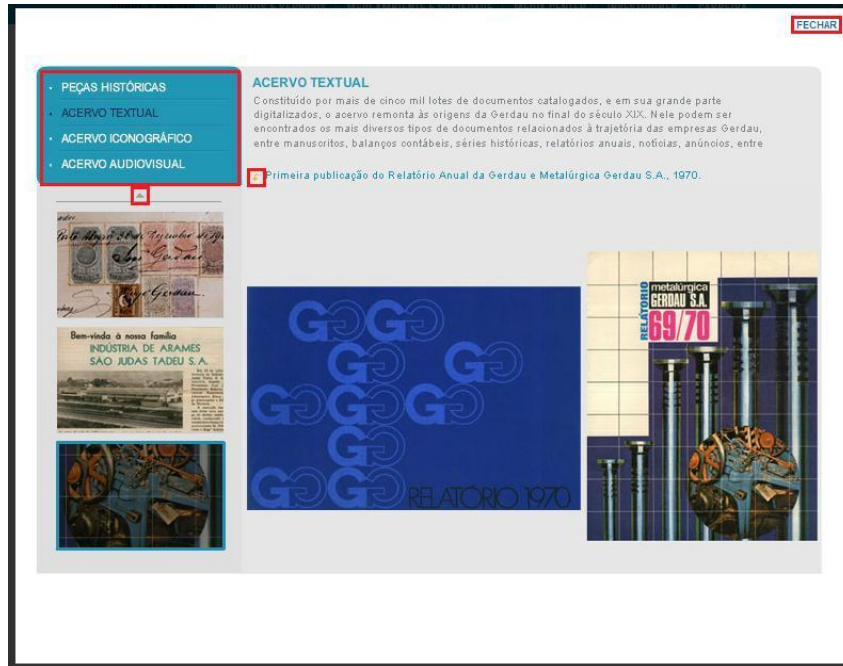 FECHAR
PEÇAS HISTÓRICAS
ACERVO TEXTUAL
ACERVO ICONOGRÁFICO
ACERVO AUDIOVISUAL
ACERVO TEXTUAL
Constituído por mais de cinco mil lotes de documentos catalogados, e em sua grande parte
digitalizados, o acervo remonta às origens da Gerdau no final do século XIX. Nele podem ser
encontrados os mais diversos tipos de documentos relacionados à trajetória das empresas Gerdau,
entre manuscritos, balanços contábeis, séries históricas, relatórios anuais, notícias, anúncios, entre
Primeira publicação do Relatório Anual da Gerdau e Metalúrgica Gerdau S.A., 1970.
Porto Alegre
Gerdau
Bem-vinda à nossa família
INDÚSTRIA DE ARAMES
SÃO JUDAS TADEU S. A.
RELATÓRIO 1970
RELATÓRIO
metalúrgica
GERDAU S.A.
69/70